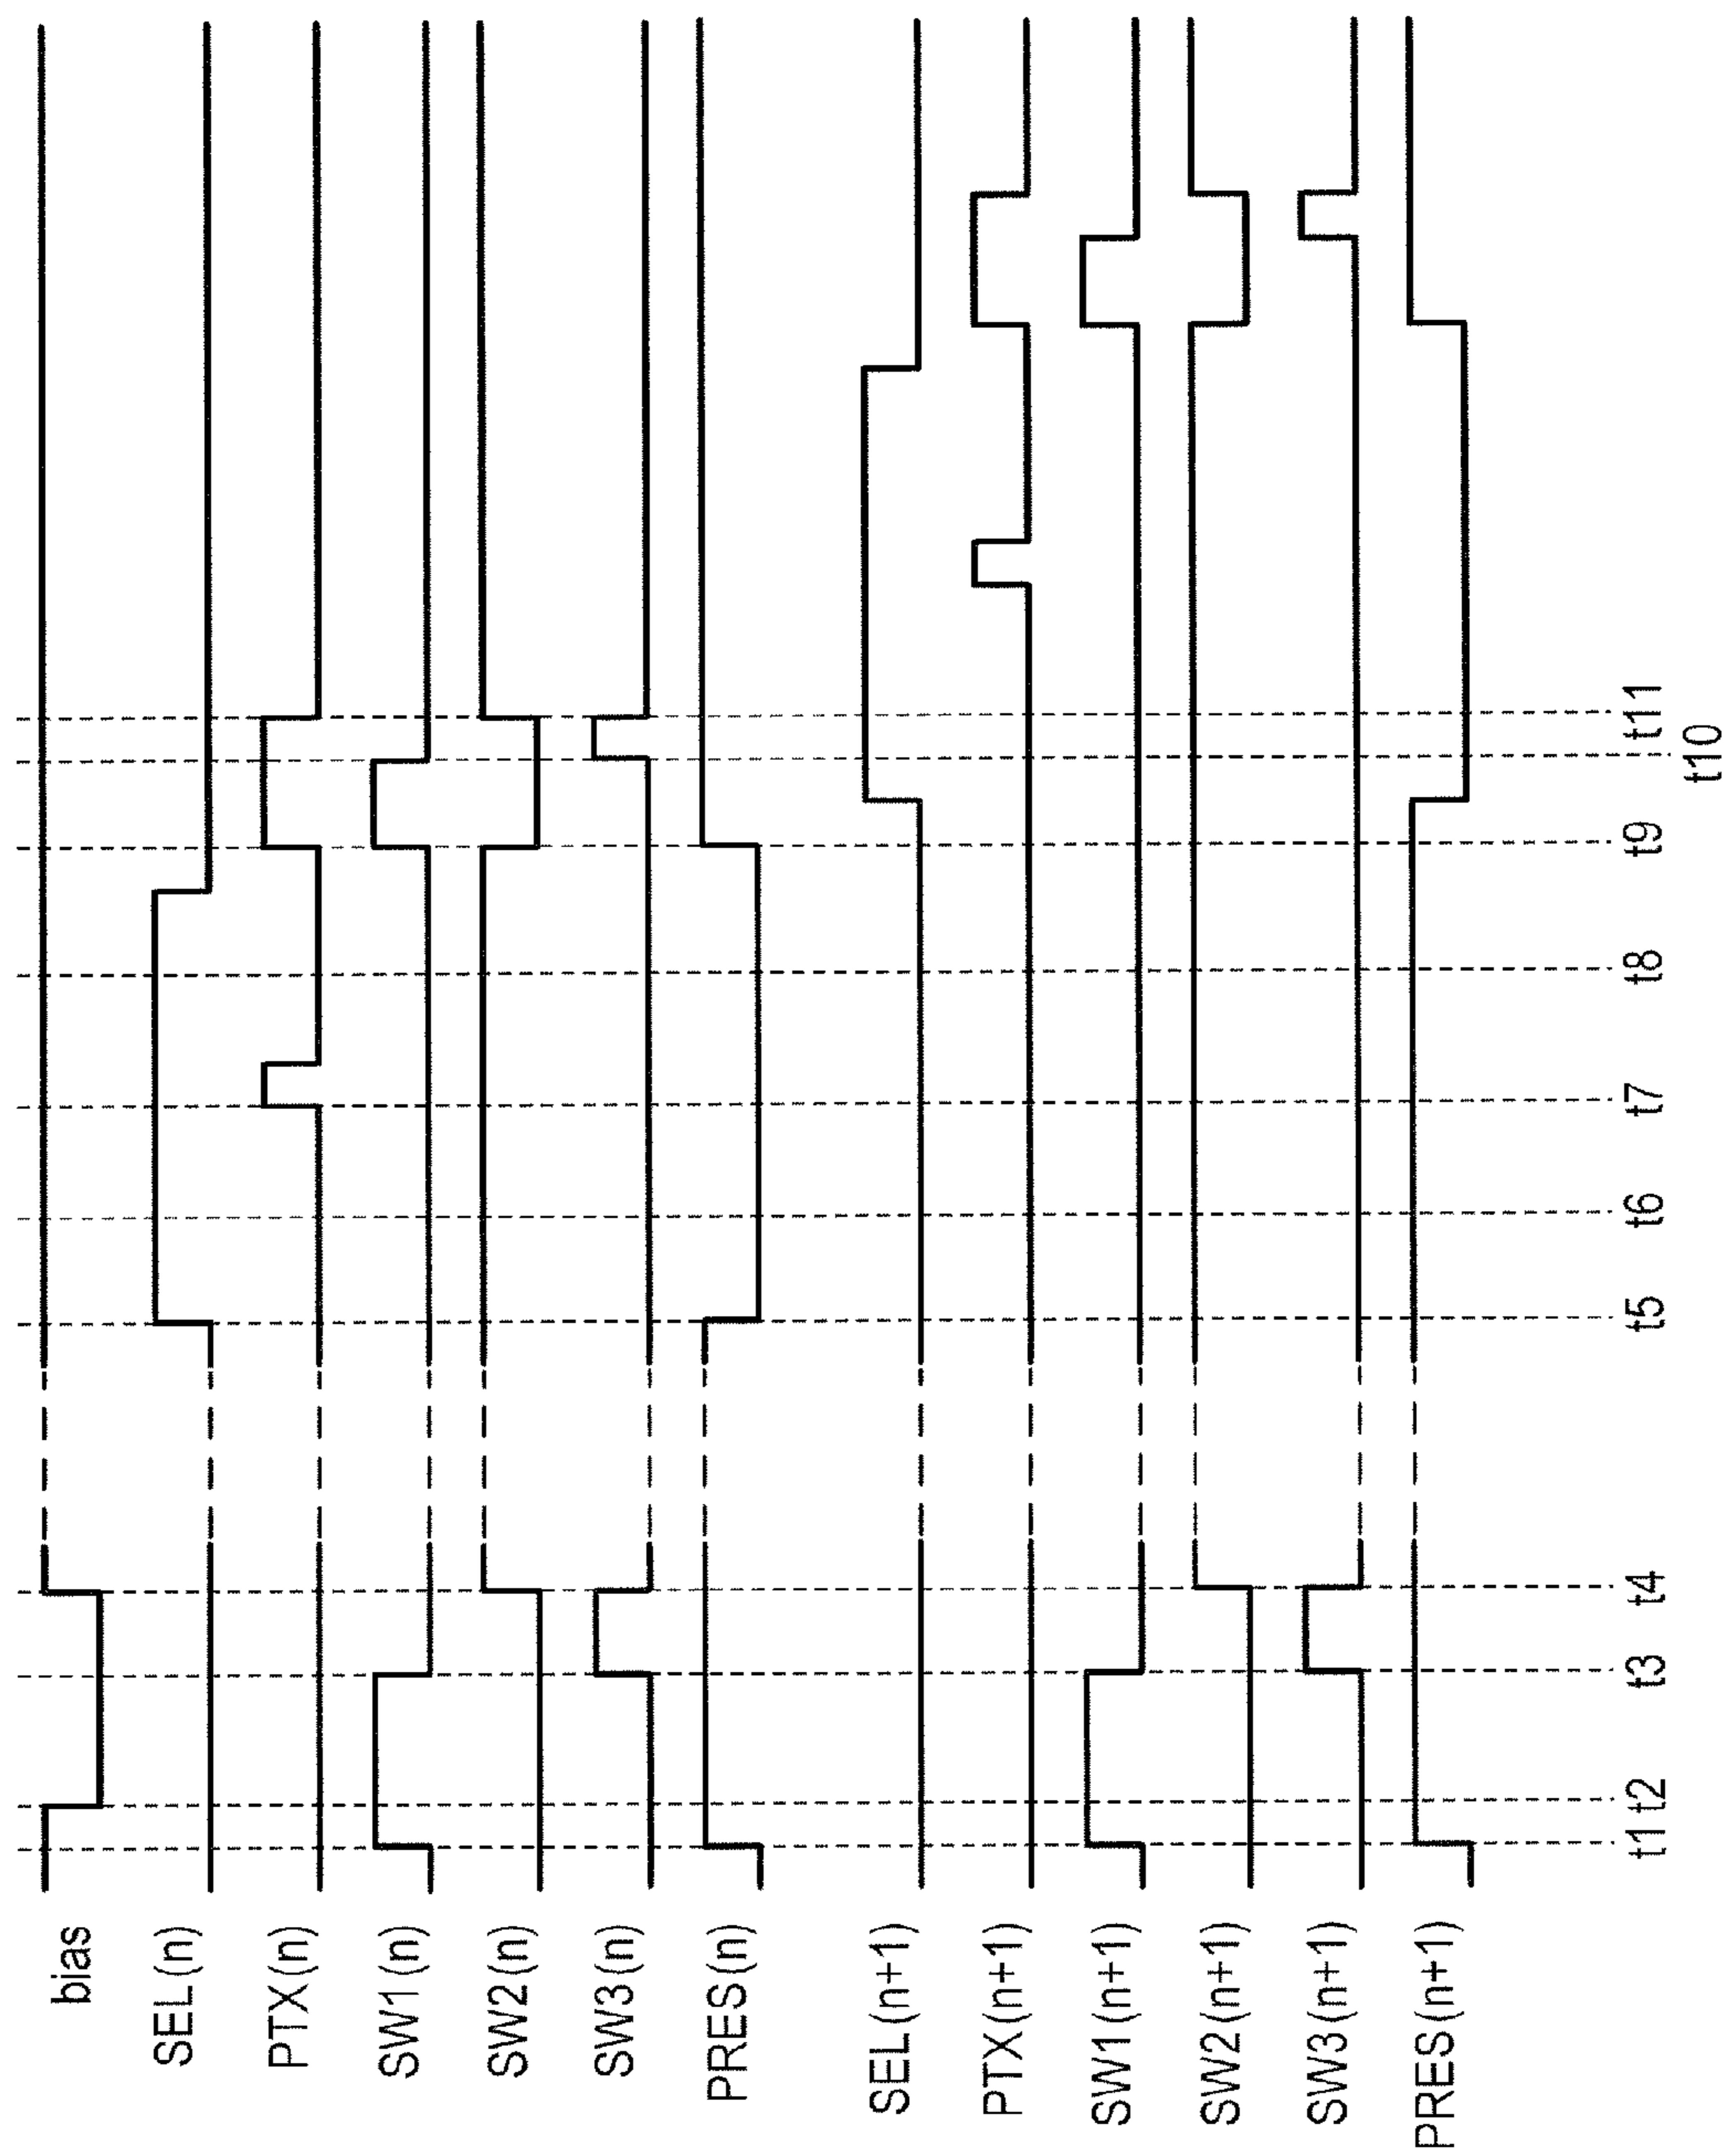 bias
SEL(n)
PTX(n)
SW1(n)
SW2(n)
SW3(n)
PRES(n)
SEL(n+1)
PTX(n+1)
SW1(n+1)
SW2(n+1)
SW3(n+1)
PRES(n+1)
t1 t2 t3 t4 t5 t6 t7 t8 t9 t10 t11